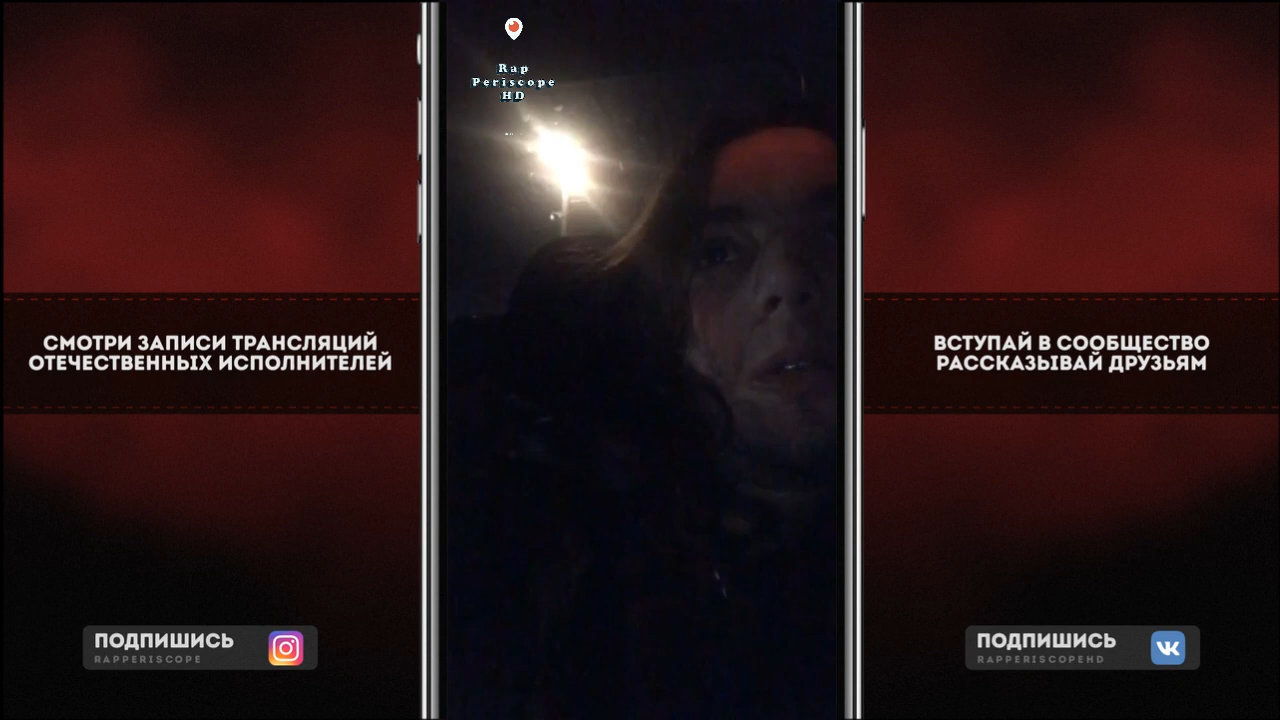 Rap
Periscope
HD
СМОТРИ ЗАПИСИ ТРАНСЛЯЦИЙ
ОТЕЧЕСТВЕННЫХ ИСПОЛНИТЕЛЕЙ
ВСТУПАЙ В СООБЩЕСТВО
РАССКАЗЫВАЙ ДРУЗЬЯМ
ПОДПИШИСЬ
RAPPERISCOPE
ПОДПИШИСЬ
RAPPERISCOPEHD